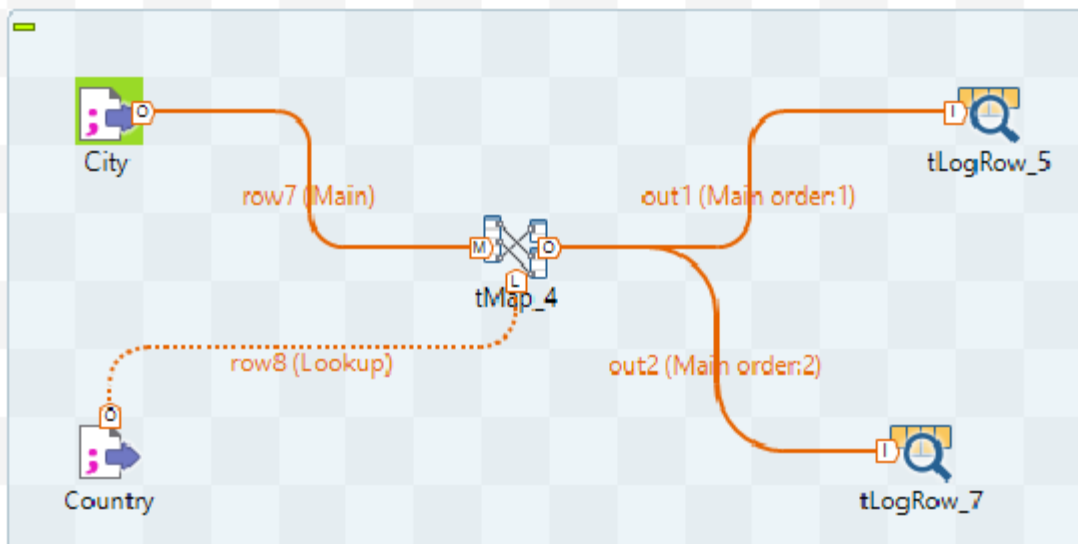 O
I
City
tLogRow_5
row7 (Main)
out1 (Main order:1)
M
O
L
tMap_4
row8 (Lookup)
out2 (Main order:2)
O
I
Country
tLogRow_7